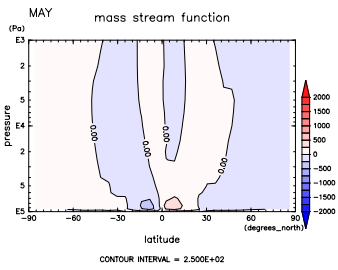 MAY
mass stream function
(Pa)
E3
2
5
E4
2
5
E5
pressure
0.00
0.00
0.00
0.00
-90
-60
-30
0
30
60
90
(degrees_north)
latitude
2000
1500
1000
500
0
-500
-1000
-1500
-2000
CONTOUR INTERVAL = 2.500E+02